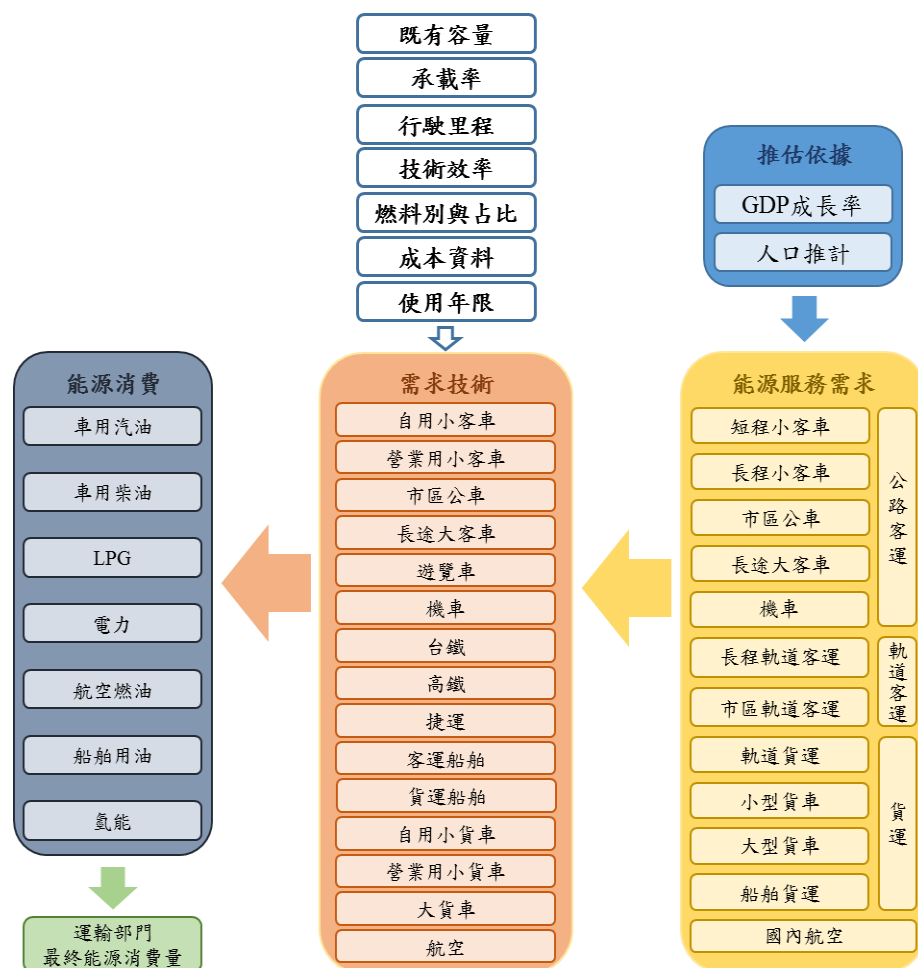 既有容量
承載率
行駛里程
技術效率
燃料別與占比
成本資料
使用年限
推估依據
GDP成長率
人口推計
能源消費
車用汽油
車用柴油
LPG
電力
航空燃油
船舶用油
氫能
運輸部門
最終能源消費量
需求技術
自用小客車
營業用小客車
市區公車
長途大客車
遊覽車
機車
台鐵
高鐵
捷運
客運船舶
貨運船舶
自用小貨車
營業用小貨車
大貨車
航空
能源服務需求
短程小客車
長程小客車
市區公車
長途大客車
機車
公路客運
長程軌道客運
市區軌道客運
軌道客運
軌道貨運
小型貨車
大型貨車
船舶貨運
貨運
國內航空